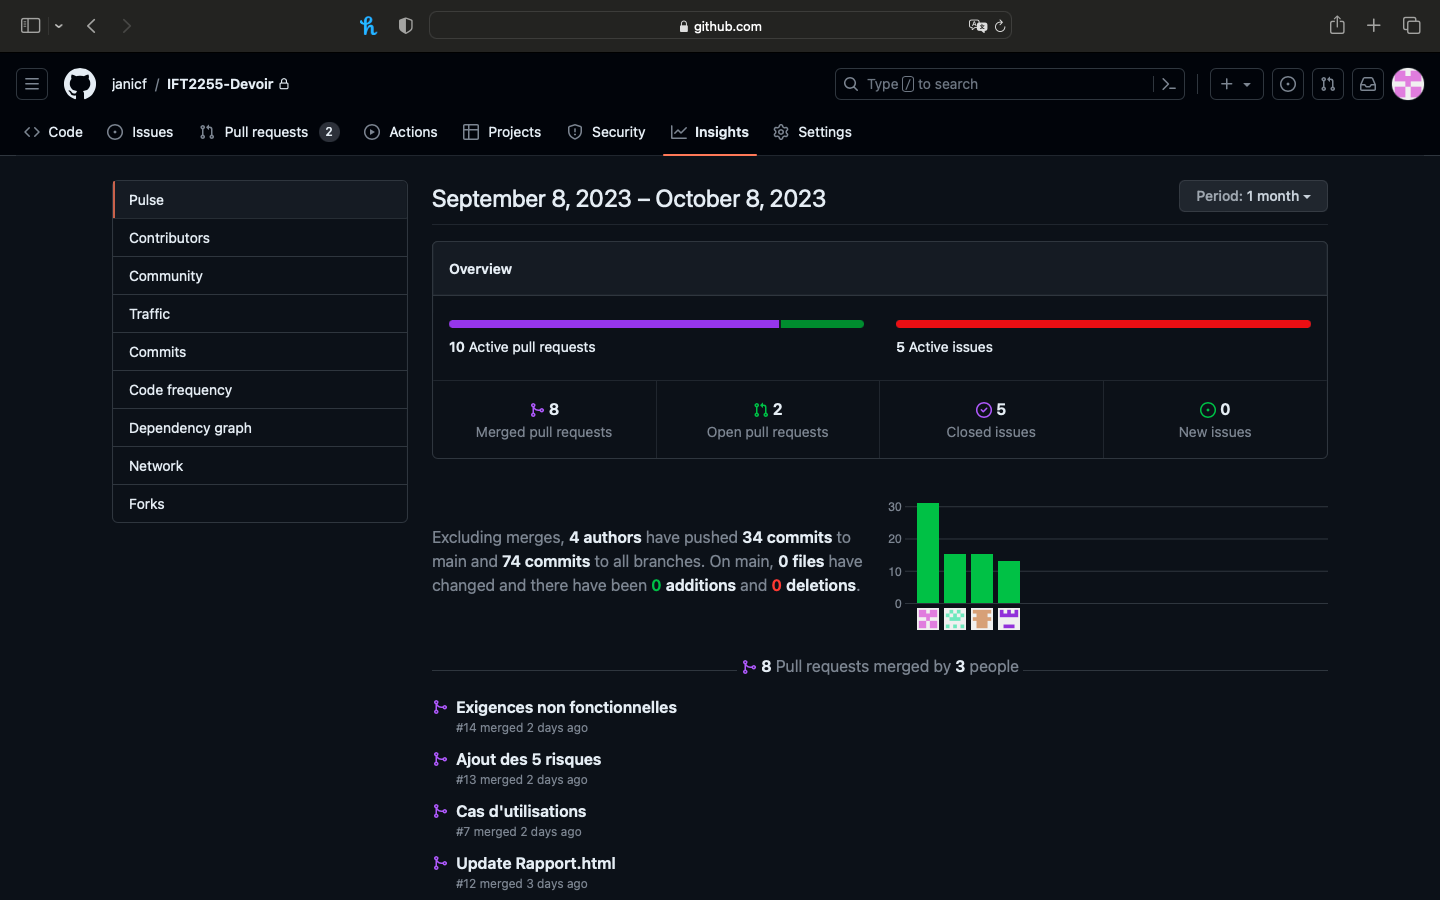 github.com
janicf / IFT2255-Devoir
Type / to search
Code Issues Pull requests 2 Actions Projects Security Insights Settings
Pulse
Contributors
Community
Traffic
Commits
Code frequency
Dependency graph
Network
Forks
September 8, 2023 – October 8, 2023
Period: 1 month
Overview
10 Active pull requests
5 Active issues
8
Merged pull requests
2
Open pull requests
5
Closed issues
0
New issues
Excluding merges, 4 authors have pushed 34 commits to
main and 74 commits to all branches. On main, 0 files have
changed and there have been 0 additions and 0 deletions.
30
20
10
0
8 Pull requests merged by 3 people
Exigences non fonctionnelles
#14 merged 2 days ago
Ajout des 5 risques
#13 merged 2 days ago
Cas d'utilisations
#7 merged 2 days ago
Update Rapport.html
#12 merged 3 days ago